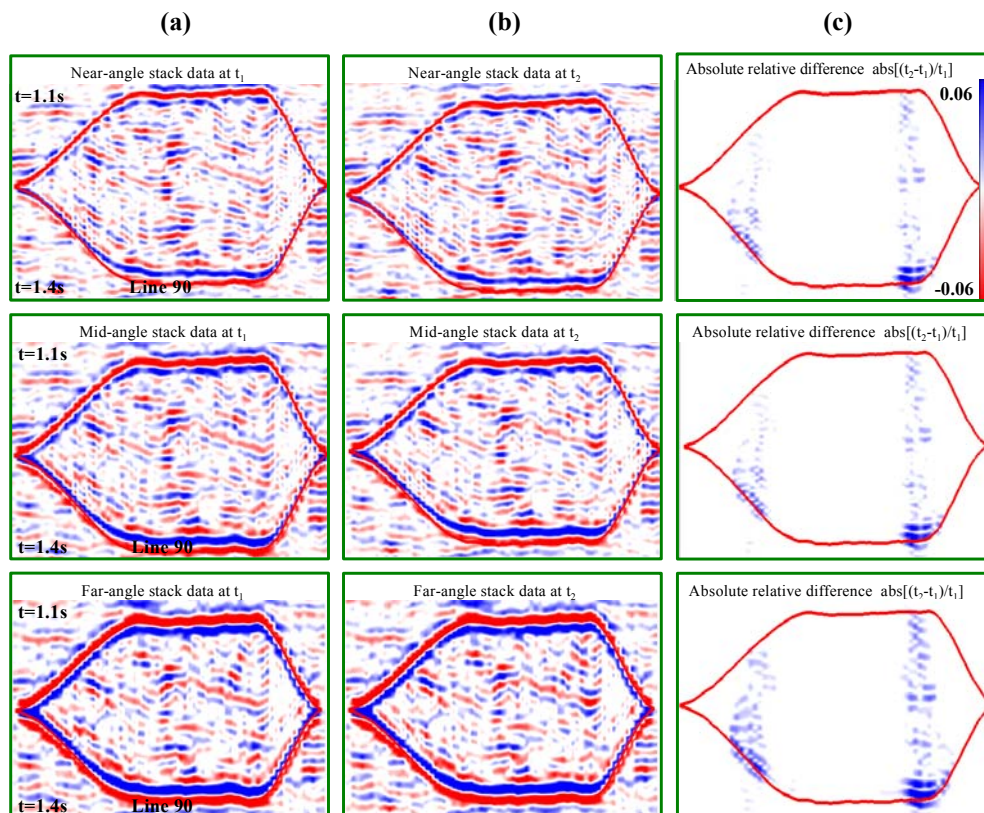 (a) (b) (c)
Near-angle stack data at t₁
t=1.1s
t=1.4s Line 90
Near-angle stack data at t₂
Absolute relative difference abs[(t₂-t₁)/t₁]
0.06
-0.06
Mid-angle stack data at t₁
t=1.1s
t=1.4s Line 90
Mid-angle stack data at t₂
Absolute relative difference abs[(t₂-t₁)/t₁]
Far-angle stack data at t₁
t=1.1s
t=1.4s Line 90
Far-angle stack data at t₂
Absolute relative difference abs[(t₂-t₁)/t₁]